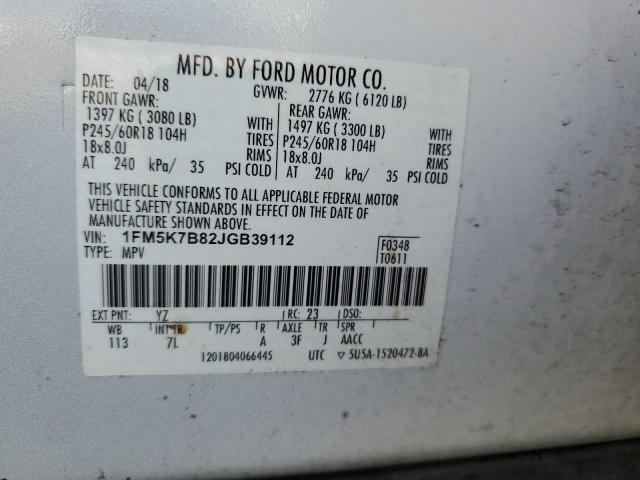 MFD. BY FORD MOTOR CO.
DATE: 04/18 GVWR: 2776 KG ( 6120 LB)
FRONT GAWR: REAR GAWR:
1397 KG ( 3080 LB) WITH 1497 KG ( 3300 LB) WITH
P245/60R18 104H TIRES P245/60R18 104H TIRES
18x8.0J RIMS 18x8.0J RIMS
AT 240 kPa/ 35 PSI COLD AT 240 kPa/ 35 PSI COLD
THIS VEHICLE CONFORMS TO ALL APPLICABLE FEDERAL MOTOR
VEHICLE SAFETY STANDARDS IN EFFECT ON THE DATE OF
MANUFACTURE SHOWN ABOVE.
VIN: 1FM5K7B82JGB39112 F0348
TYPE: MPV T0611
EXT PNT: YZ RC: 23 DSO:
WB INT TR TP/PS R AXLE TR SPR
113 7L A 3F J AACC
1201804066445 UTC ▽ 5U5A-1520472-BA